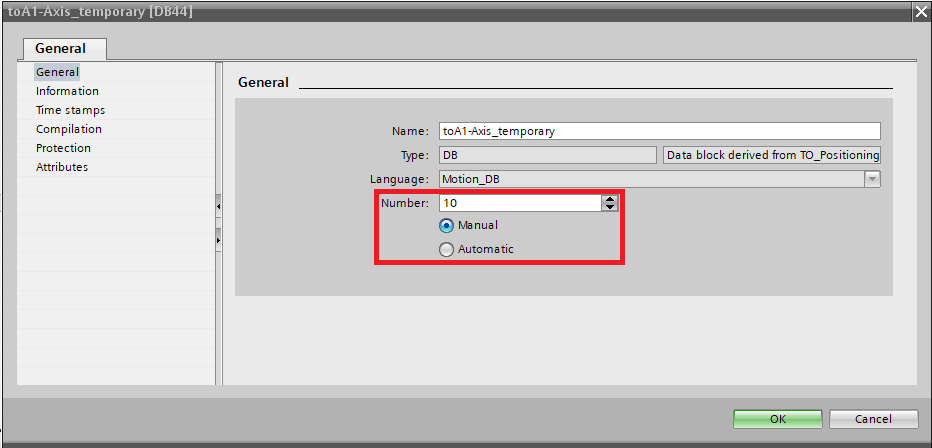 toA1-Axis_temporary [DB44]
General
General
Information
Time stamps
Compilation
Protection
Attributes
General
Name: toA1-Axis_temporary
Type: DB Data block derived from TO_Positioning
Language: Motion_DB
Number: 10
Manual
Automatic
OK Cancel